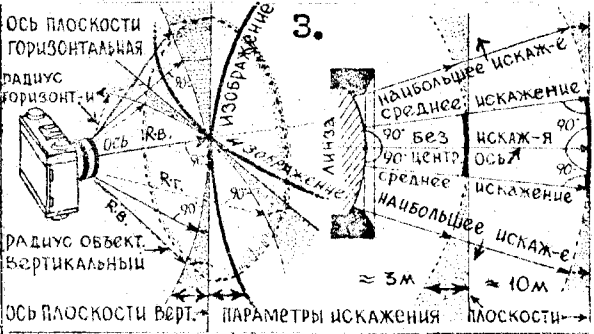 3.
ОСЬ ПЛОСКОСТИ
ГОРИЗОНТАЛЬНАЯ
РАДИУС
ГОРИЗОНТ-Й
ОСЬ
R.В.
RГ.
R.В.
90°
90°
90°
ИЗОБРАЖЕНИЕ
ИЗОБРАЖЕНИЕ
РАДИУС ОБЪЕКТ.
ВЕРТИКАЛЬНЫЙ
ОСЬ ПЛОСКОСТИ ВЕРТ.
ПАРАМЕТРЫ ИСКАЖЕНИЯ
ПЛОСКОСТИ
ЛИНЗА
НАИБОЛЬШЕЕ ИСКАЖ-Е
СРЕДНЕЕ ИСКАЖЕНИЕ
90° БЕЗ ИСКАЖ-Я 90°
90° ЦЕНТР. ОСЬ 90°
СРЕДНЕЕ ИСКАЖЕНИЕ
НАИБОЛЬШЕЕ ИСКАЖ-Е
≈ 3М
≈ 10М